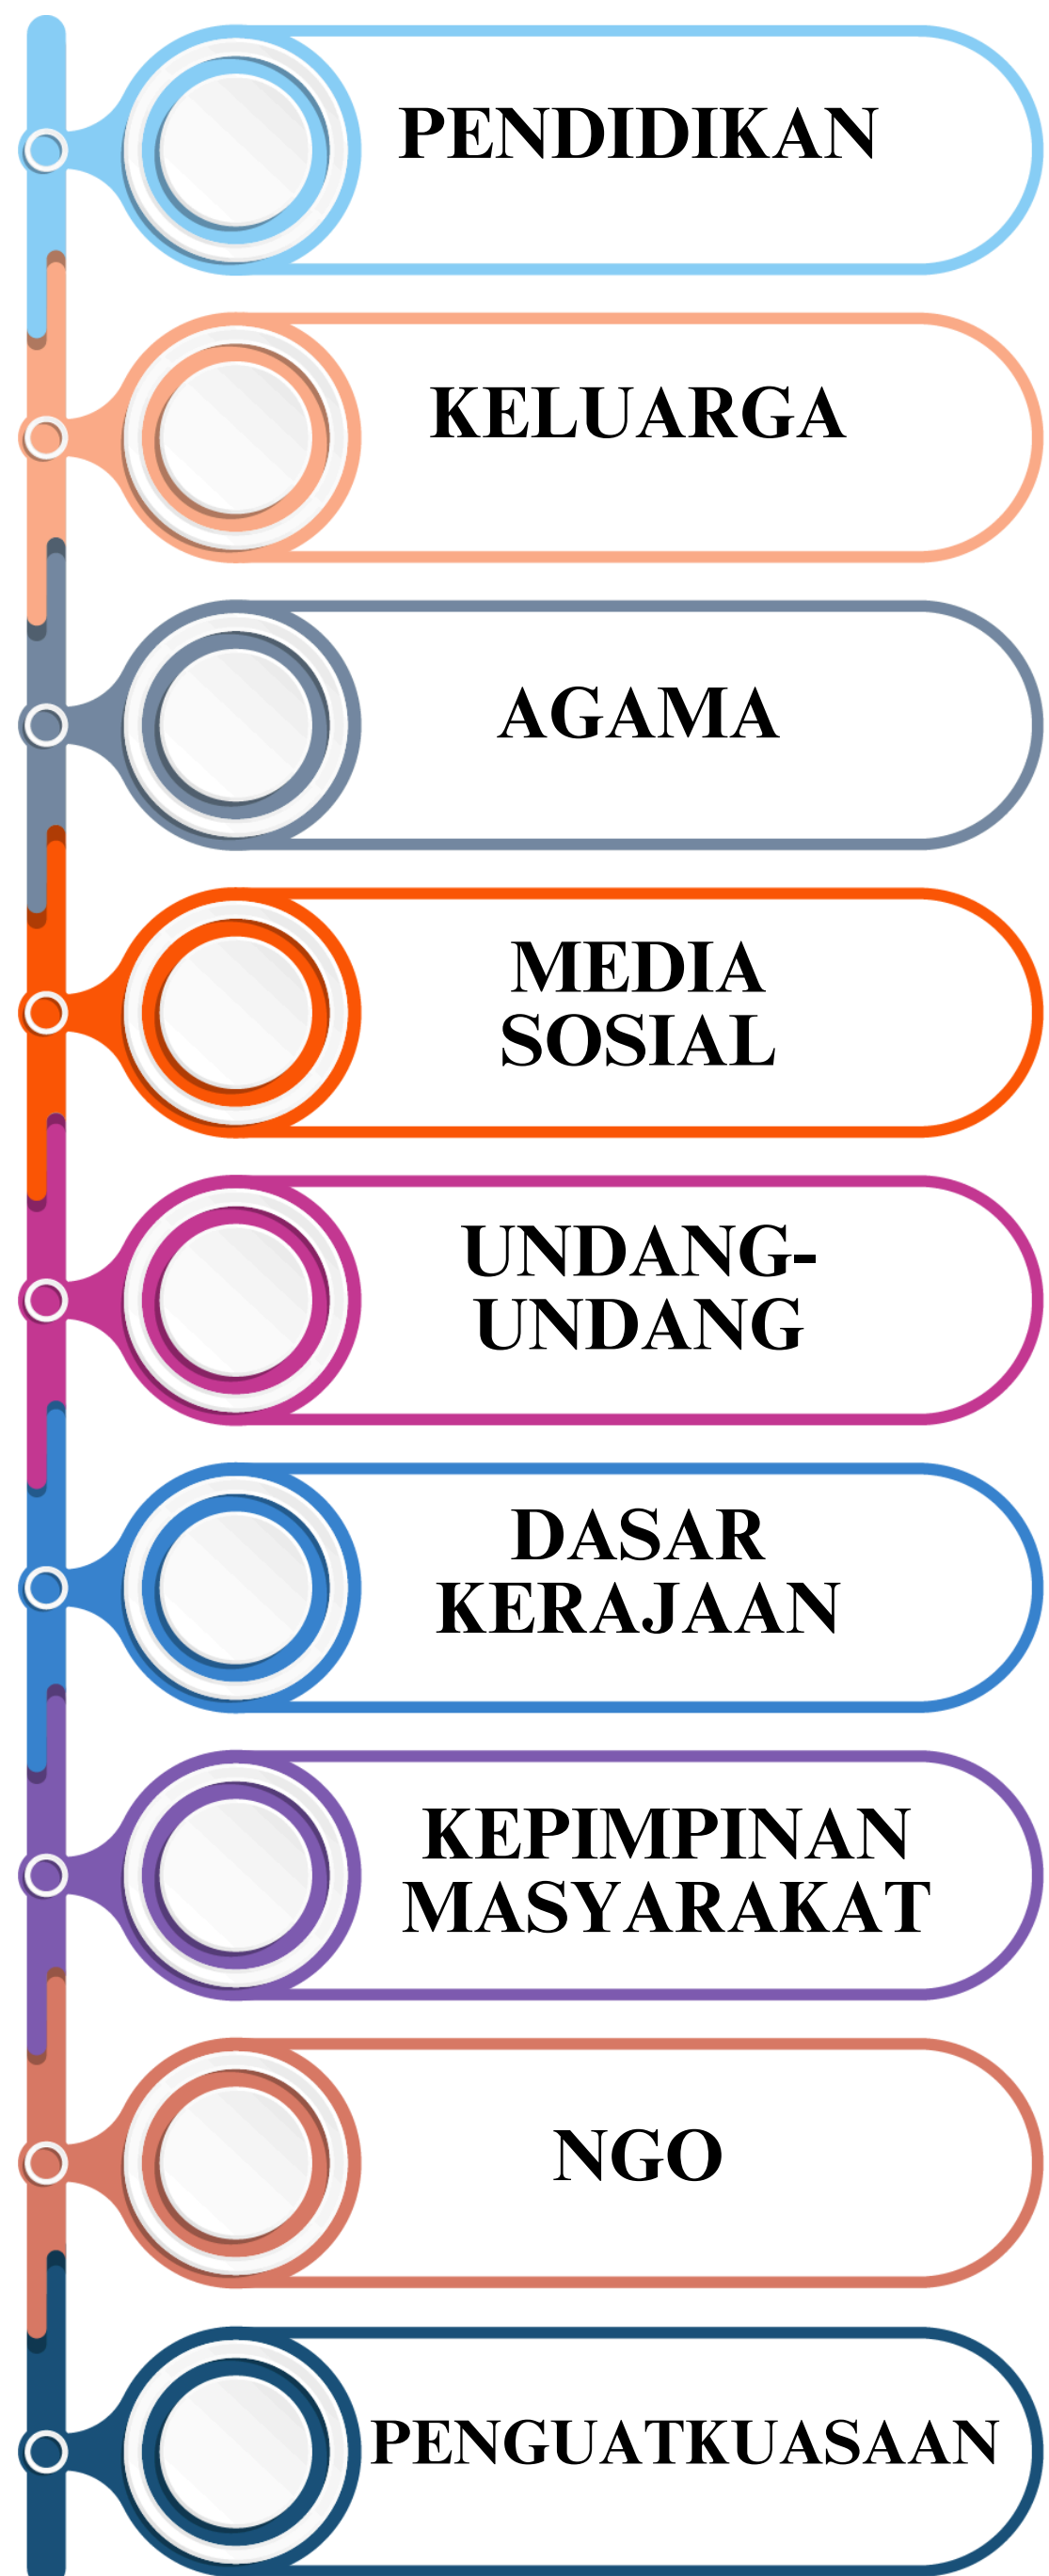 PENDIDIKAN
KELUARGA
AGAMA
MEDIA
SOSIAL
UNDANG-
UNDANG
DASAR
KERAJAAN
KEPIMPINAN
MASYARAKAT
NGO
PENGUATKUASAAN